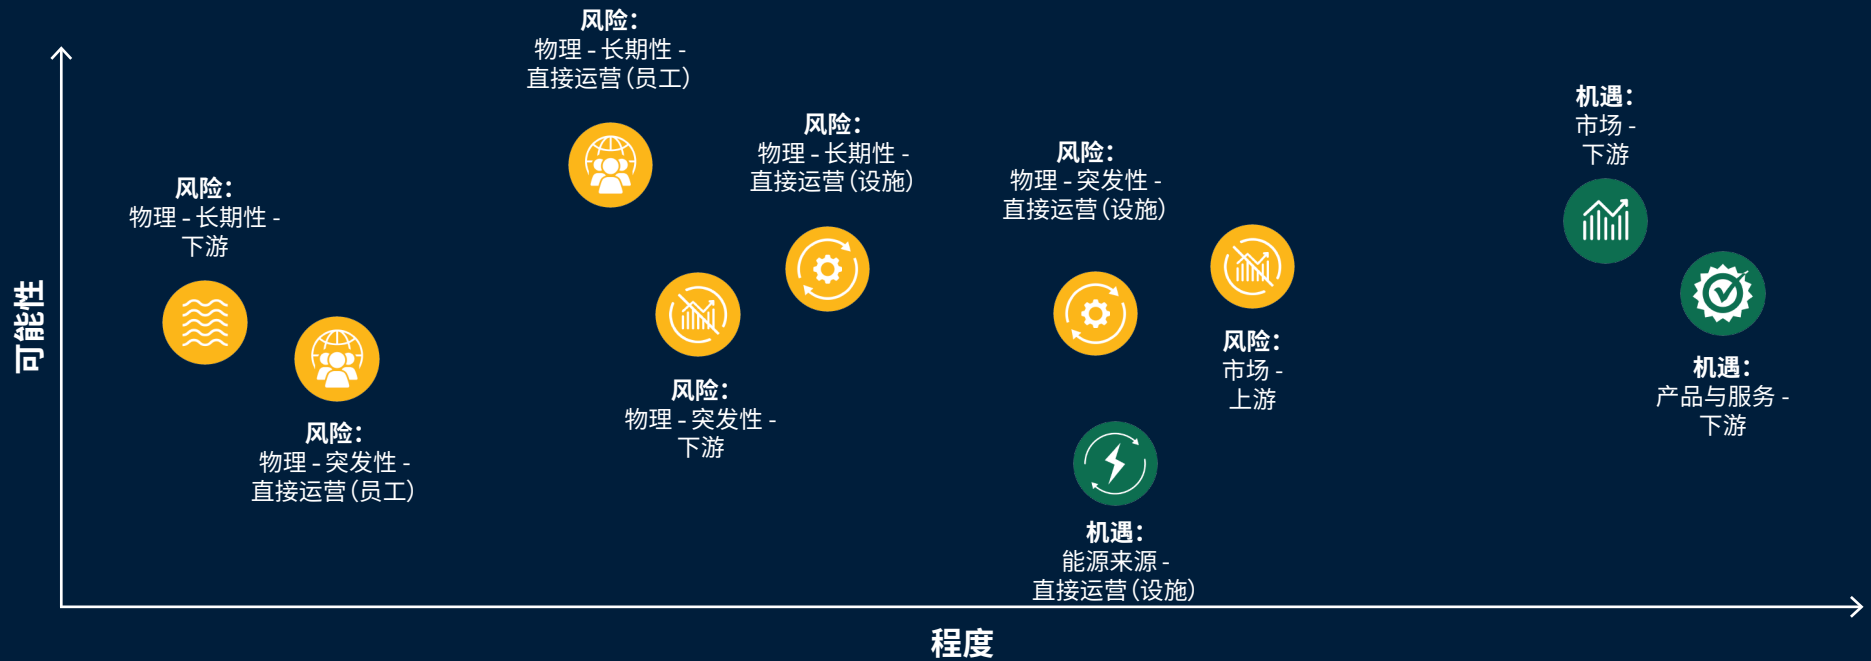 风险：
物理 - 长期性 -
直接运营（员工）
机遇：
市场 -
下游
风险：
物理 - 长期性 -
直接运营（设施）
风险：
物理 - 突发性 -
直接运营（设施）
风险：
物理 - 长期性 -
下游
可能性
风险：
市场 -
上游
机遇：
产品与服务 -
下游
风险：
物理 - 突发性 -
下游
风险：
物理 - 突发性 -
直接运营（员工）
机遇：
能源来源 -
直接运营（设施）
程度